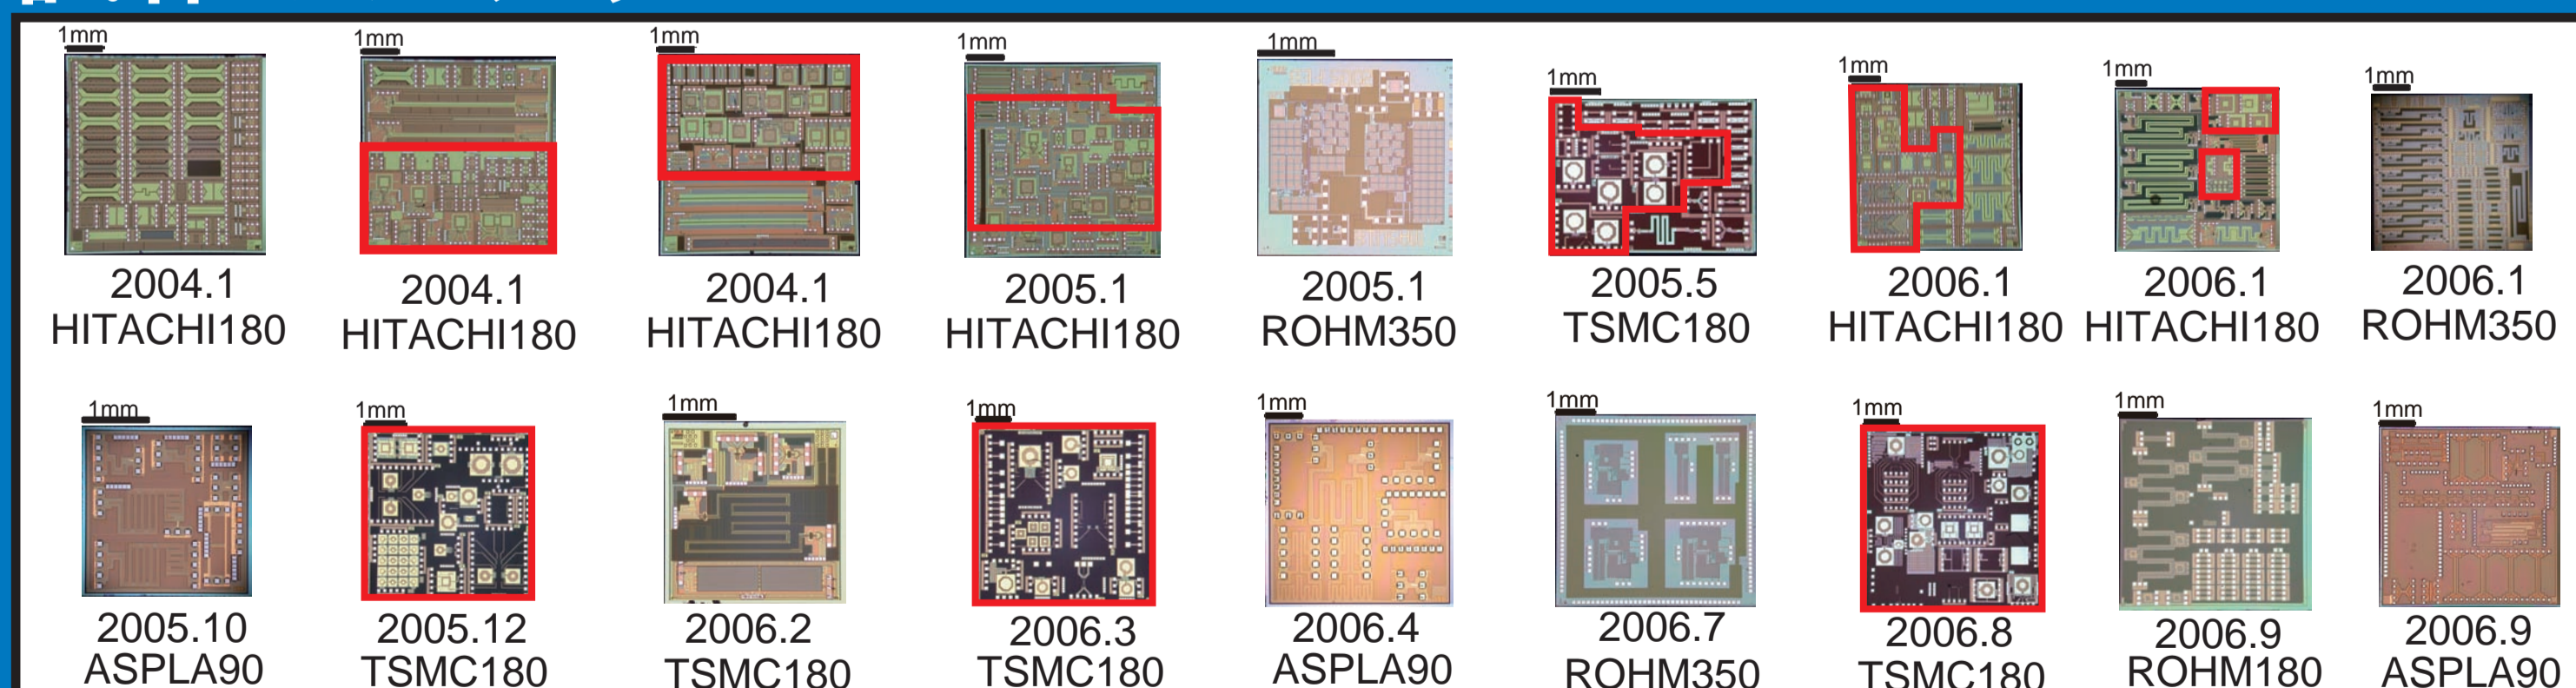 1mm 1mm 1mm 1mm 1mm 1mm 1mm 1mm 1mm
2004.1 2004.1 2004.1 2005.1 2005.1 2005.5 2006.1 2006.1 2006.1
HITACHI180 HITACHI180 HITACHI180 HITACHI180 ROHM350 TSMC180 HITACHI180 HITACHI180 ROHM350
1mm 1mm 1mm 1mm 1mm 1mm 1mm 1mm 1mm
2005.10 2005.12 2006.2 2006.3 2006.4 2006.7 2006.8 2006.9 2006.9
ASPLA90 TSMC180 TSMC180 TSMC180 ASPLA90 ROHM350 TSMC180 ROHM180 ASPLA90